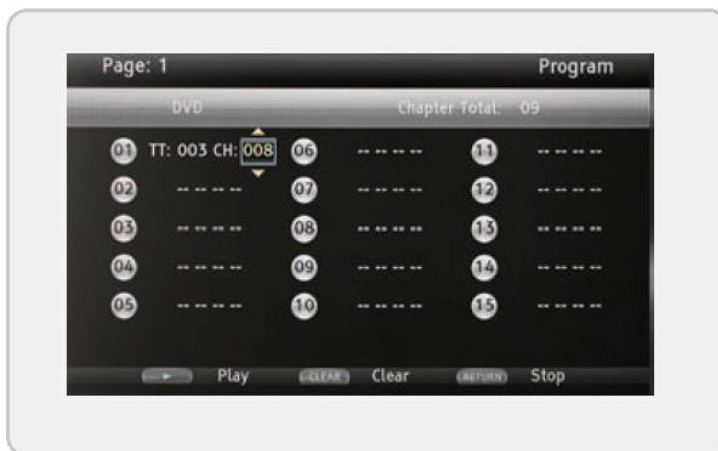 Page: 1 Program
DVD Chapter Total: 09
01 TT: 003 CH: 008 06 -- -- -- -- 11 -- -- -- --
02 -- -- -- -- 07 -- -- -- -- 12 -- -- -- --
03 -- -- -- -- 08 -- -- -- -- 13 -- -- -- --
04 -- -- -- -- 09 -- -- -- -- 14 -- -- -- --
05 -- -- -- -- 10 -- -- -- -- 15 -- -- -- --
Play CLEAR Clear RETURN Stop